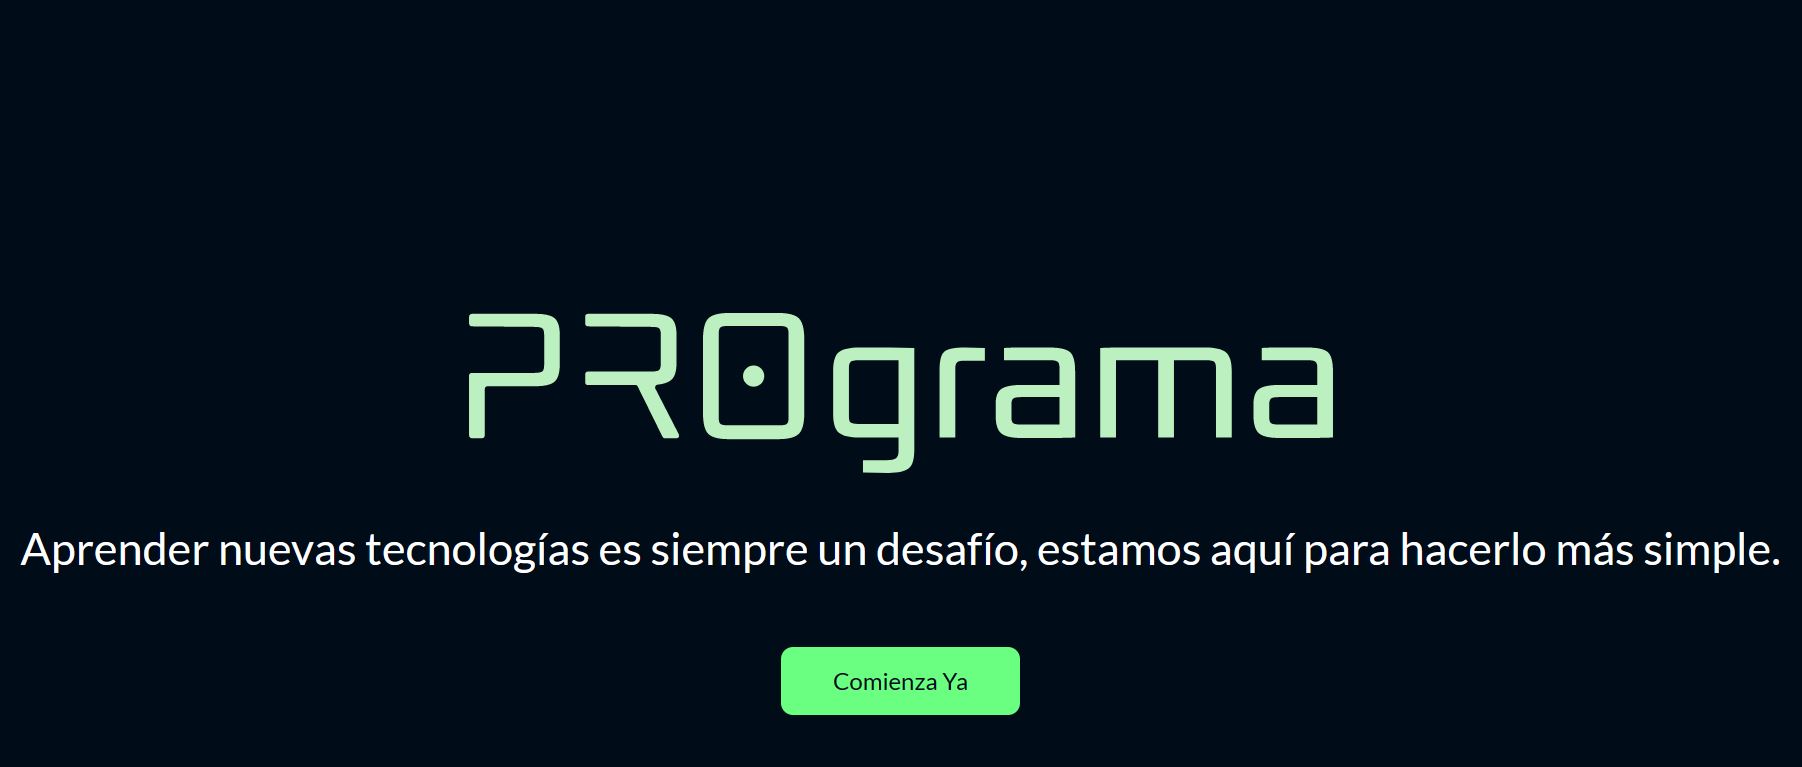 PROgrama
Aprender nuevas tecnologías es siempre un desafío, estamos aquí para hacerlo más simple.
Comienza Ya